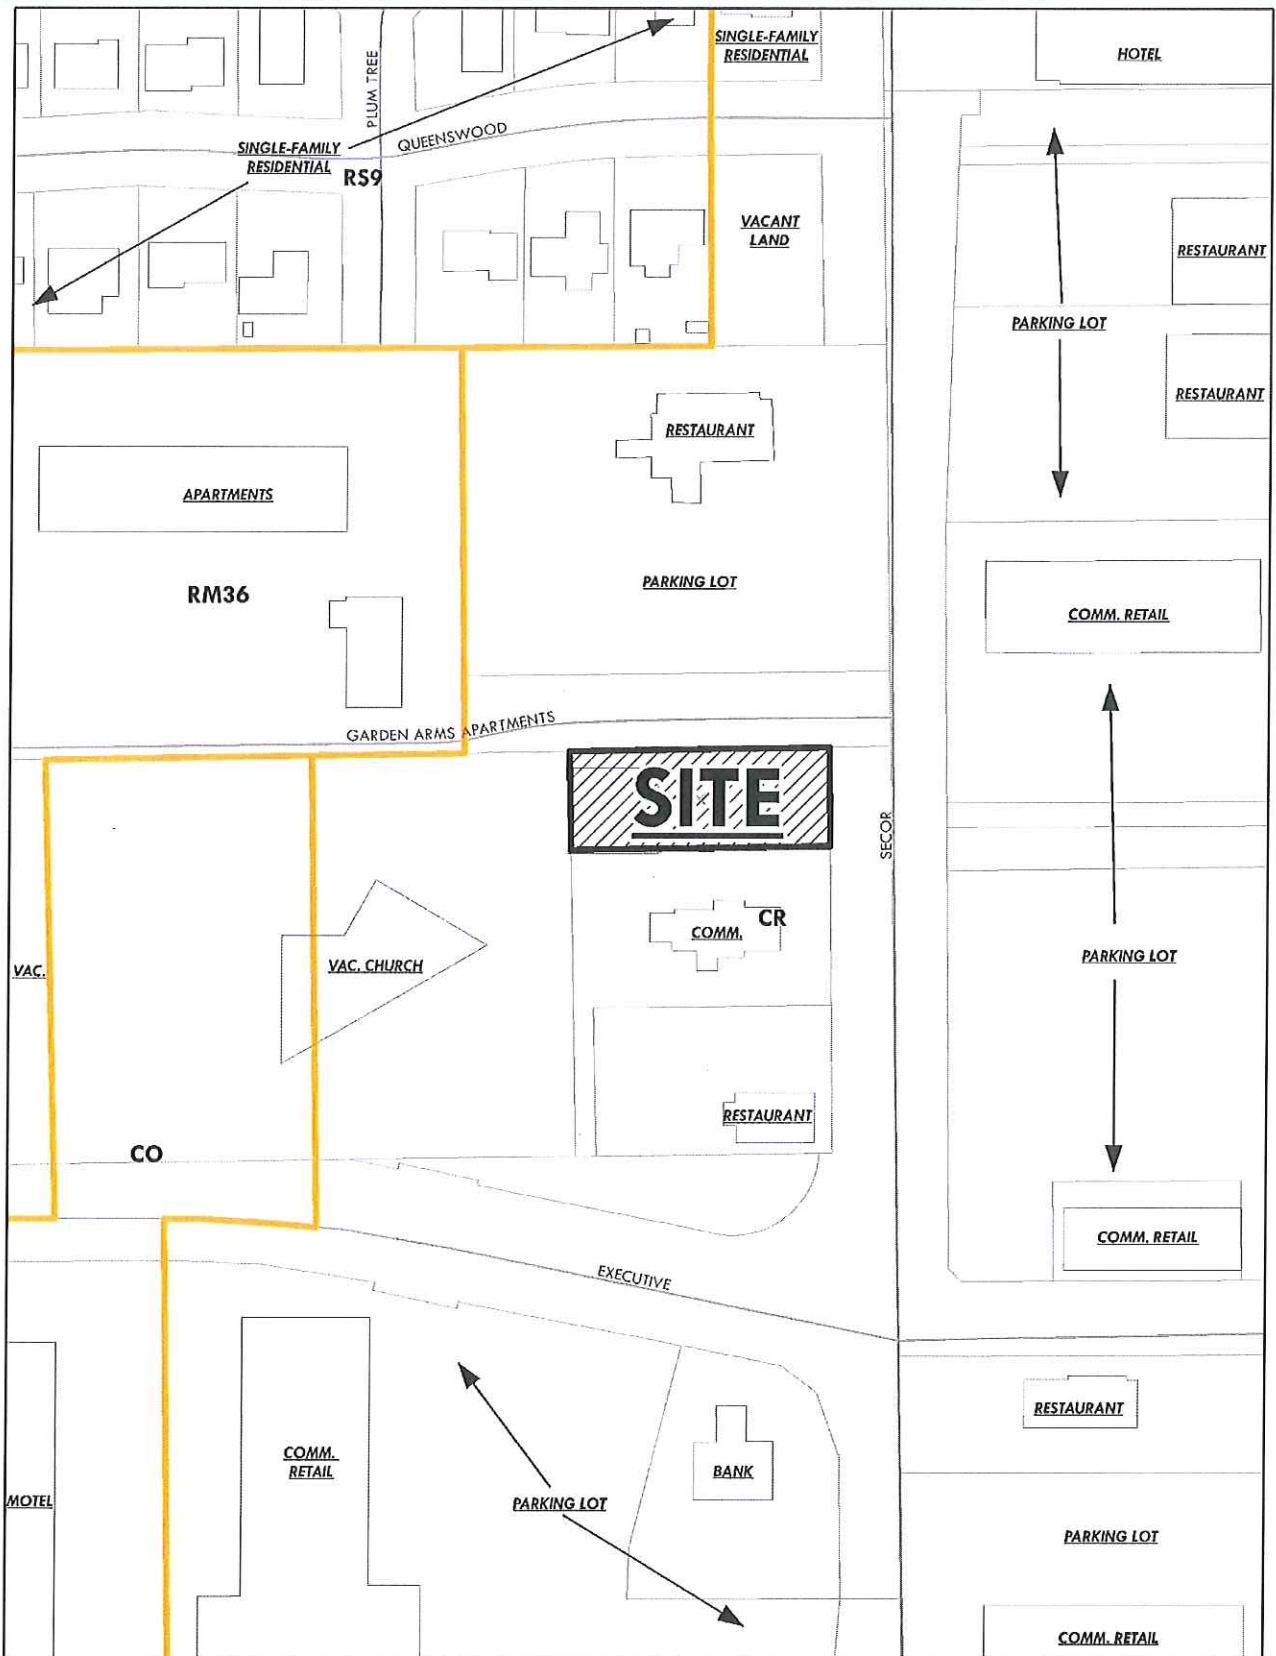 SINGLE-FAMILY
RESIDENTIAL
HOTEL
PLUM TREE
QUEENSWOOD
SINGLE-FAMILY
RESIDENTIAL
RS9
VACANT
LAND
RESTAURANT
PARKING LOT
RESTAURANT
RESTAURANT
APARTMENTS
PARKING LOT
RM36
COMM. RETAIL
GARDEN ARMS APARTMENTS
SITE
SECOR
CR
COMM.
VAC.
VAC. CHURCH
PARKING LOT
RESTAURANT
CO
COMM. RETAIL
EXECUTIVE
RESTAURANT
COMM.
RETAIL
BANK
MOTEL
PARKING LOT
PARKING LOT
COMM. RETAIL